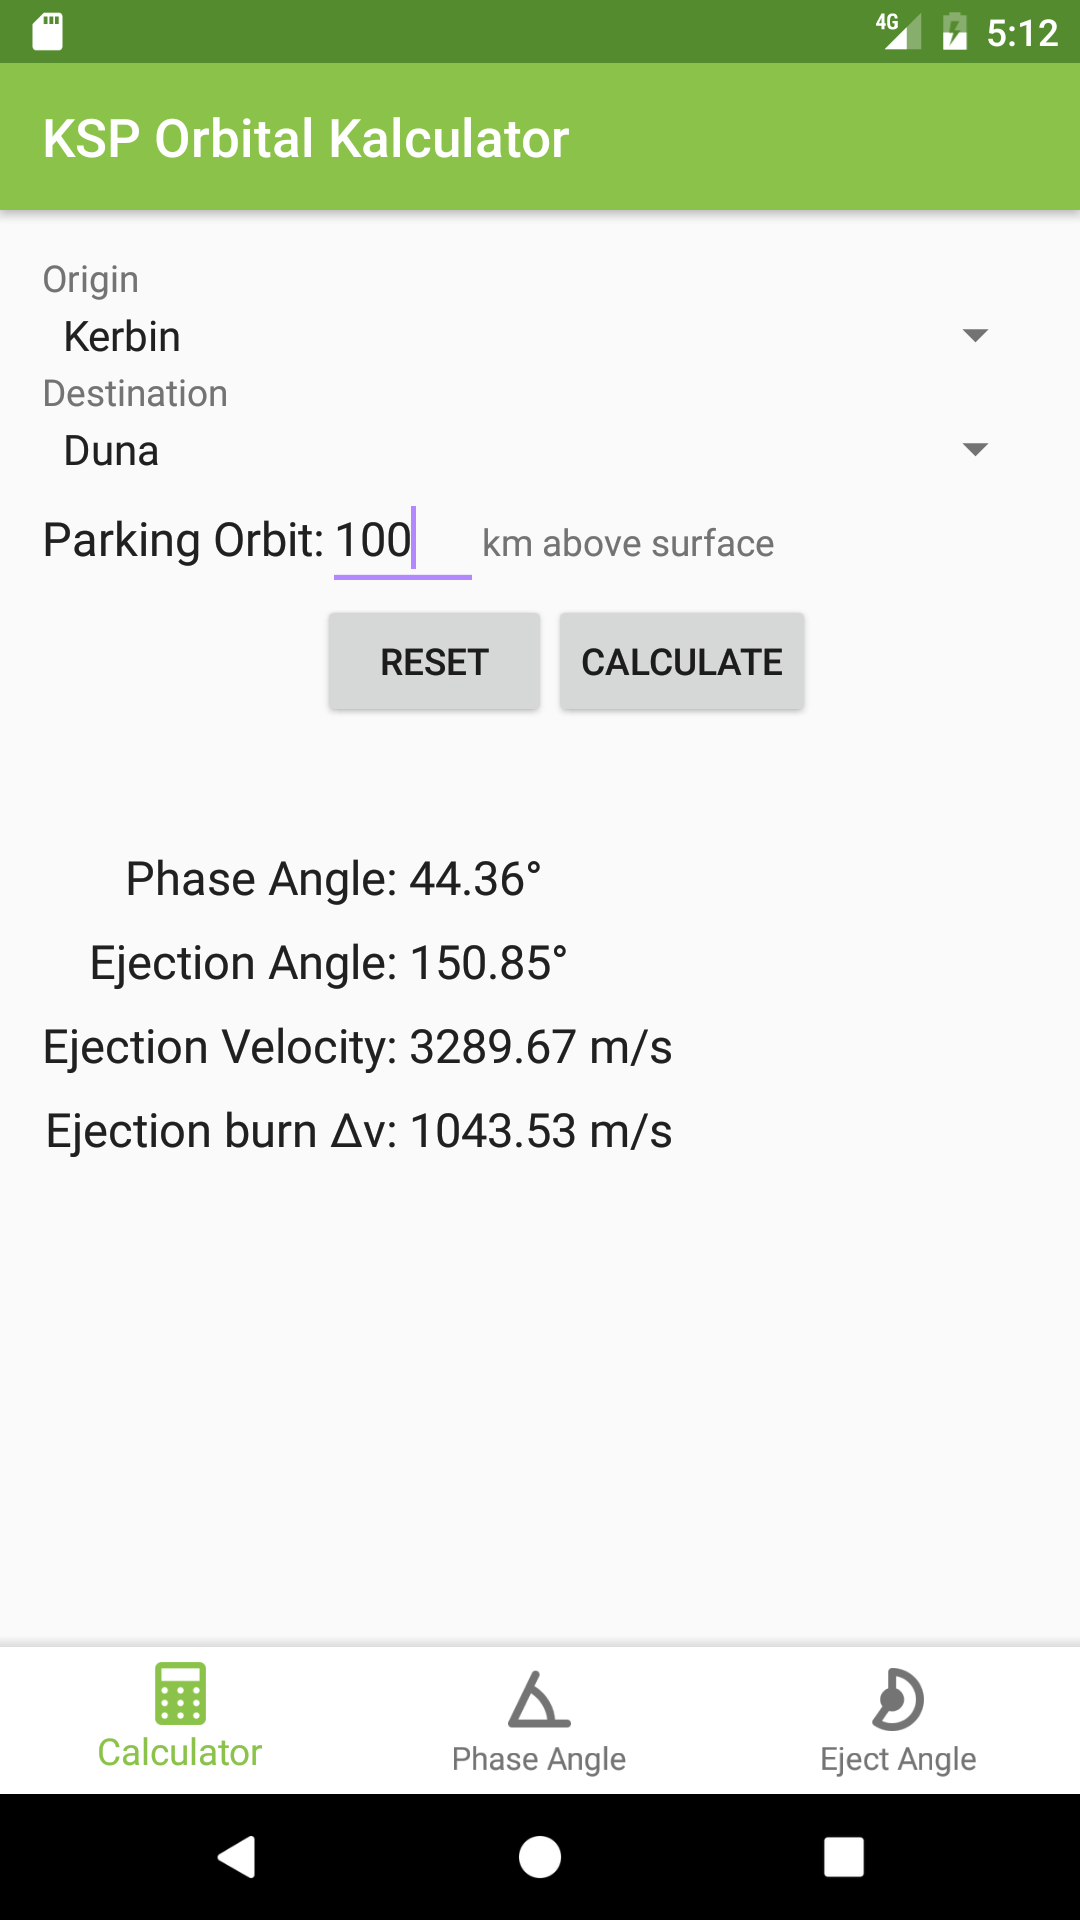 4G 5:12
KSP Orbital Kalculator
Origin
Kerbin
Destination
Duna
Parking Orbit: 100 km above surface
RESET CALCULATE
Phase Angle: 44.36°
Ejection Angle: 150.85°
Ejection Velocity: 3289.67 m/s
Ejection burn Δv: 1043.53 m/s
Calculator Phase Angle Eject Angle